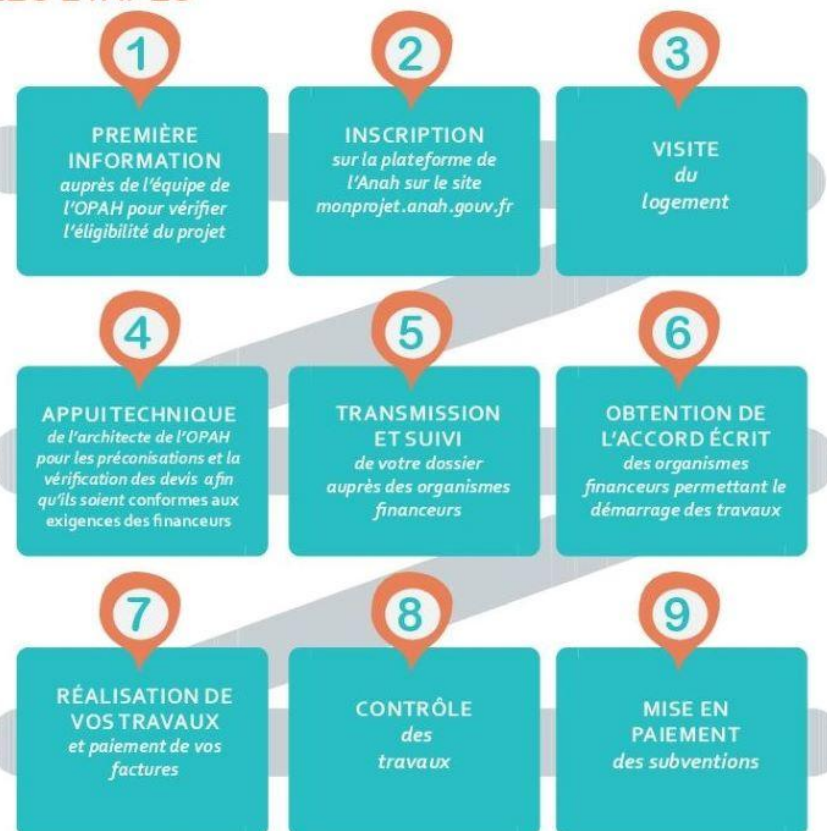 1
PREMIÈRE
INFORMATION
auprès de l'équipe de
l'OPAH pour vérifier
l'éligibilité du projet
2
INSCRIPTION
sur la plateforme de
l'Anah sur le site
monprojet.anah.gouv.fr
3
VISITE
du
logement
4
APPUI TECHNIQUE
de l'architecte de l'OPAH
pour les préconisations et la
vérification des devis afin
qu'ils soient conformes aux
exigences des financeurs
5
TRANSMISSION
ET SUIVI
de votre dossier
auprès des organismes
financeurs
6
OBTENTION DE
L'ACCORD ÉCRIT
des organismes
financeurs permettant le
démarrage des travaux
7
RÉALISATION DE
VOS TRAVAUX
et paiement de vos
factures
8
CONTRÔLE
des
travaux
9
MISE EN
PAIEMENT
des subventions